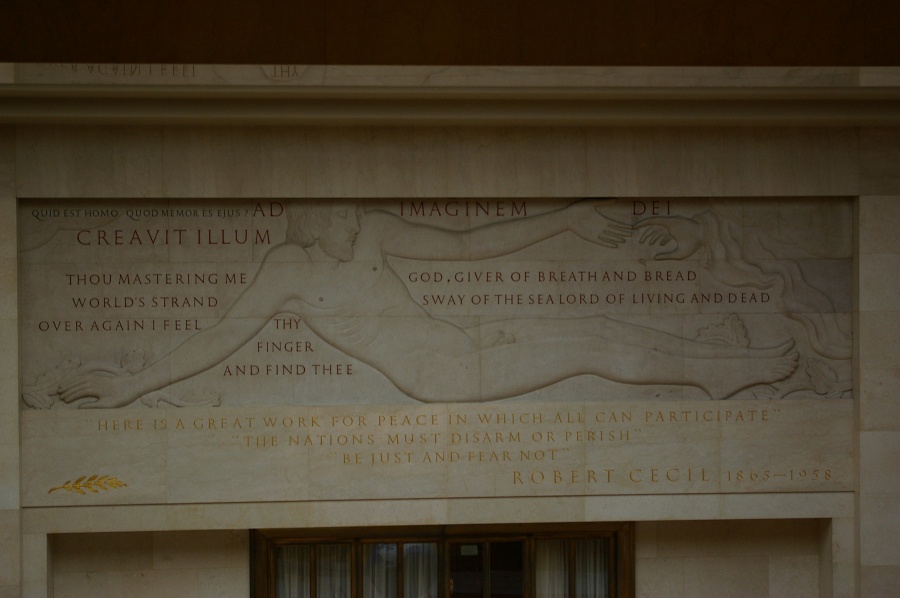 QUID EST HOMO QUOD MEMOR ES EJUS? AD IMAGINEM DEI
CREAVIT ILLUM
THOU MASTERING ME GOD, GIVER OF BREATH AND BREAD
WORLD'S STRAND SWAY OF THE SEA LORD OF LIVING AND DEAD
OVER AGAIN I FEEL THY
FINGER
AND FIND THEE
"HERE IS A GREAT WORK FOR PEACE IN WHICH ALL CAN PARTICIPATE"
"THE NATIONS MUST DISARM OR PERISH"
"BE JUST AND FEAR NOT"
ROBERT CECIL 1865-1958